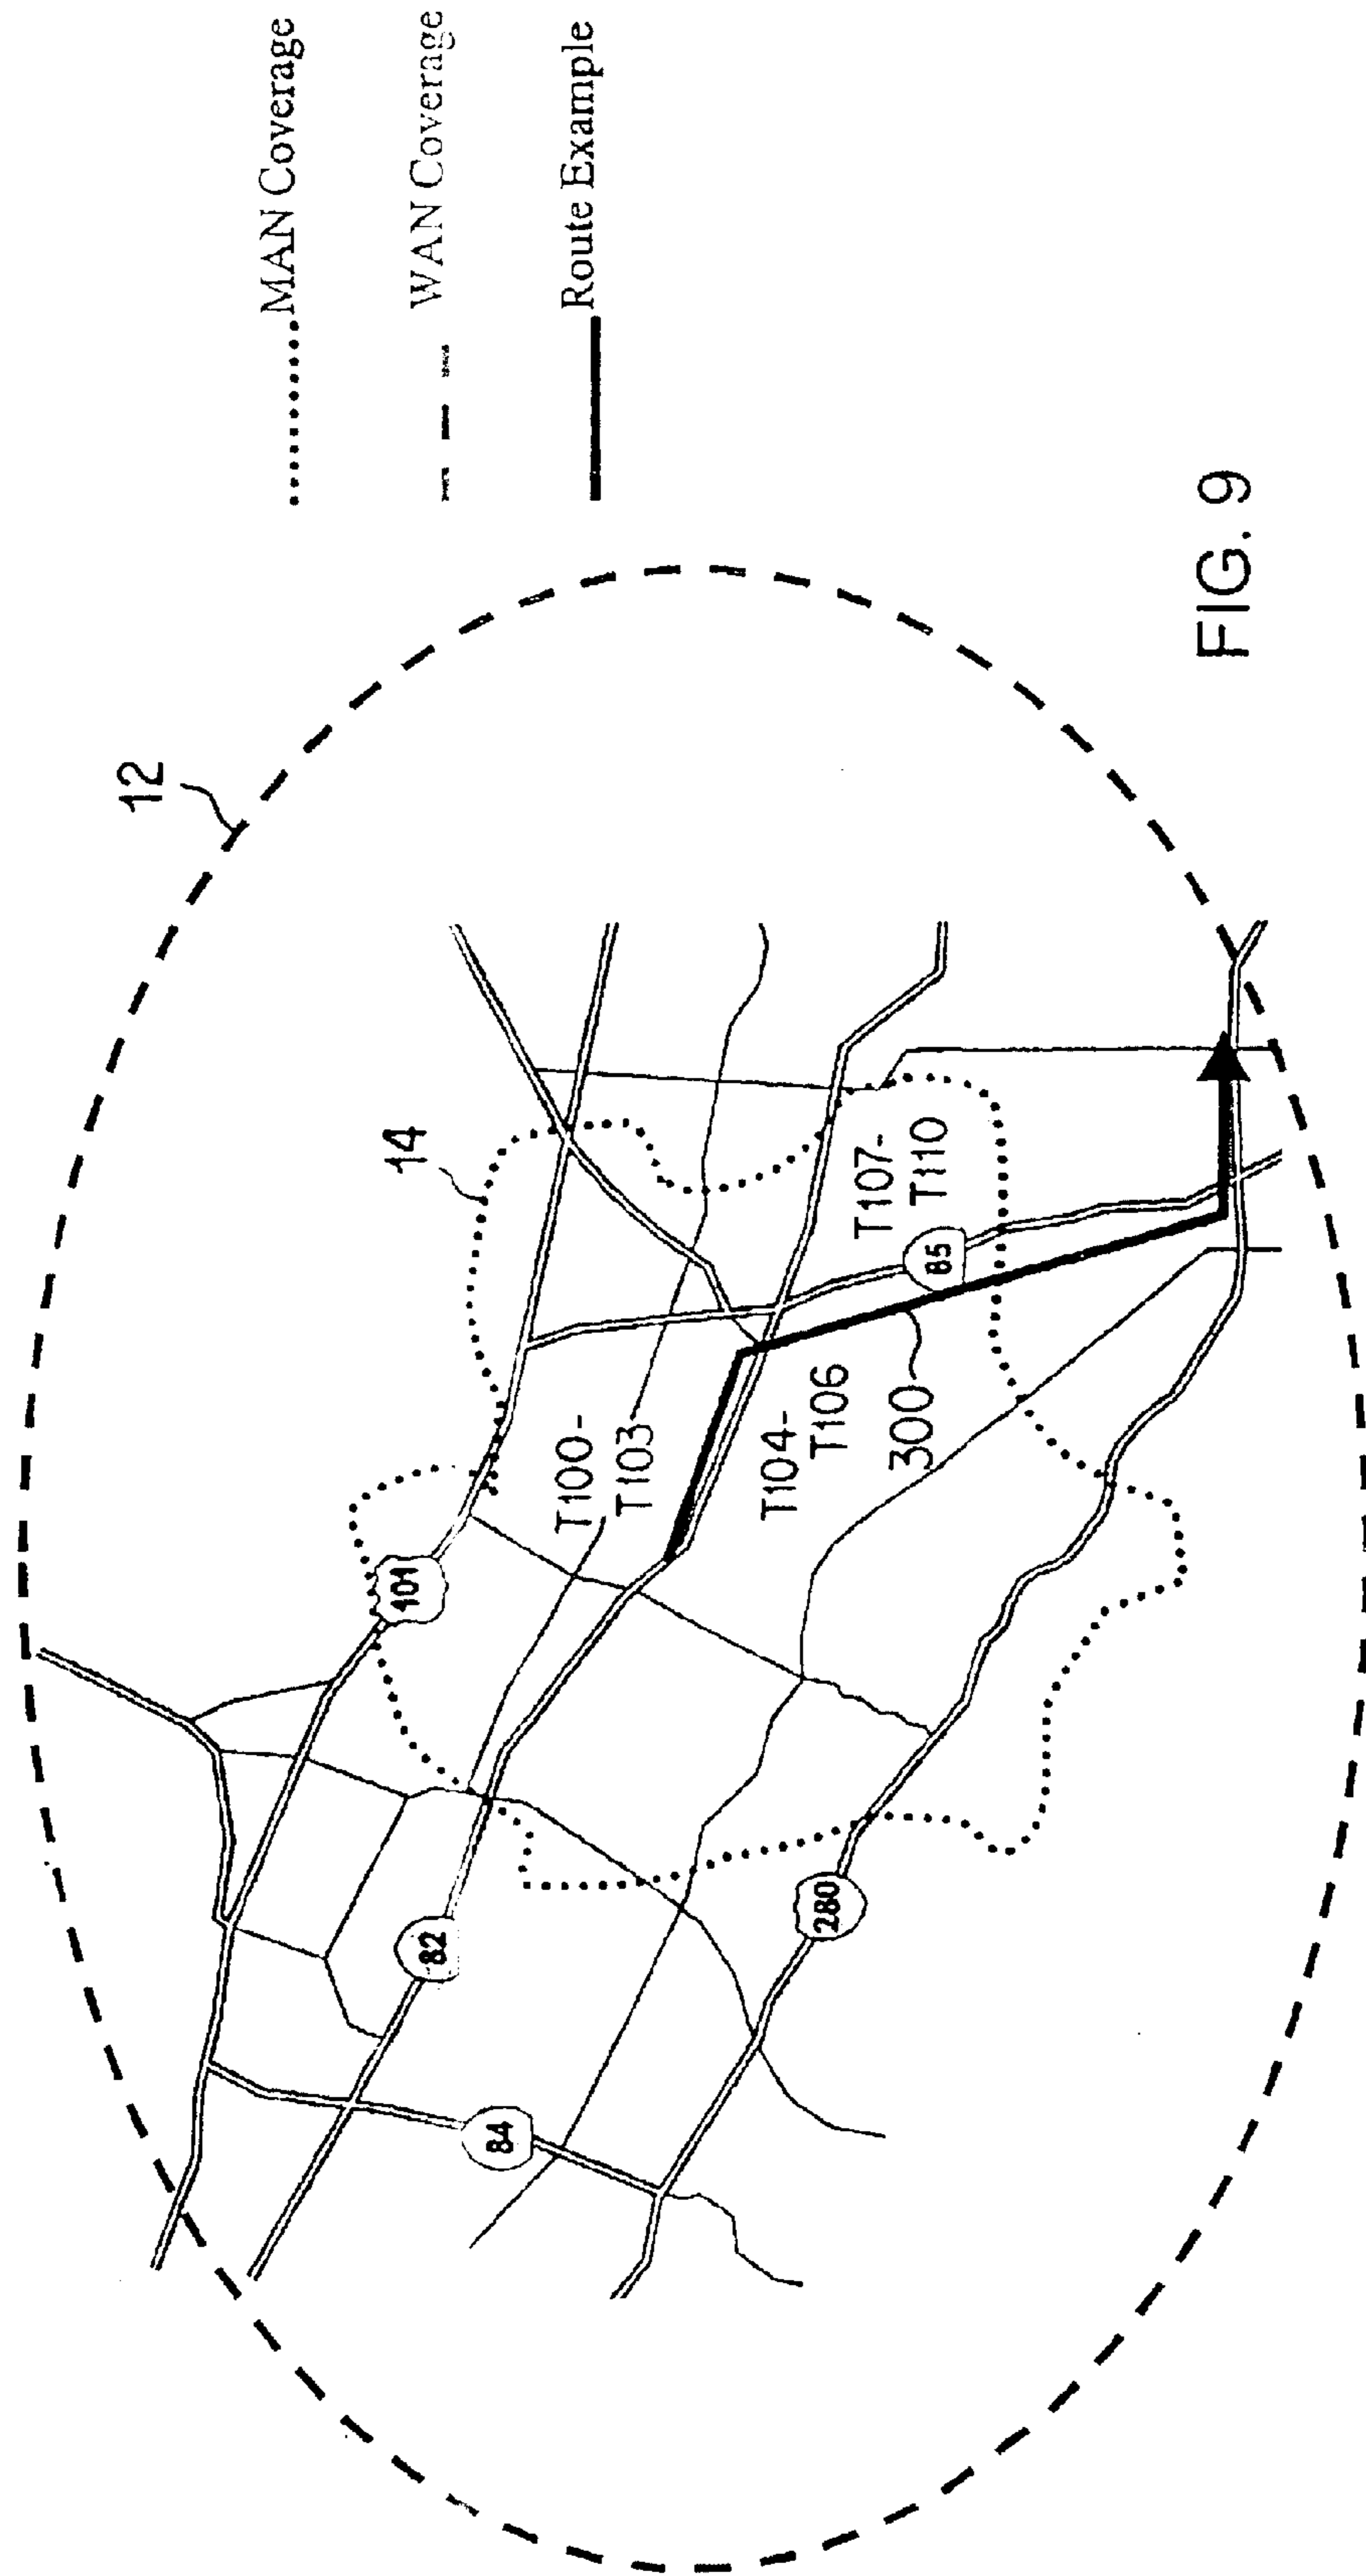 MAN Coverage
WAN Coverage
Route Example
12
14
101
T100-
T103
82
T104-
T106
300
T107-
T110
85
280
84
FIG. 9